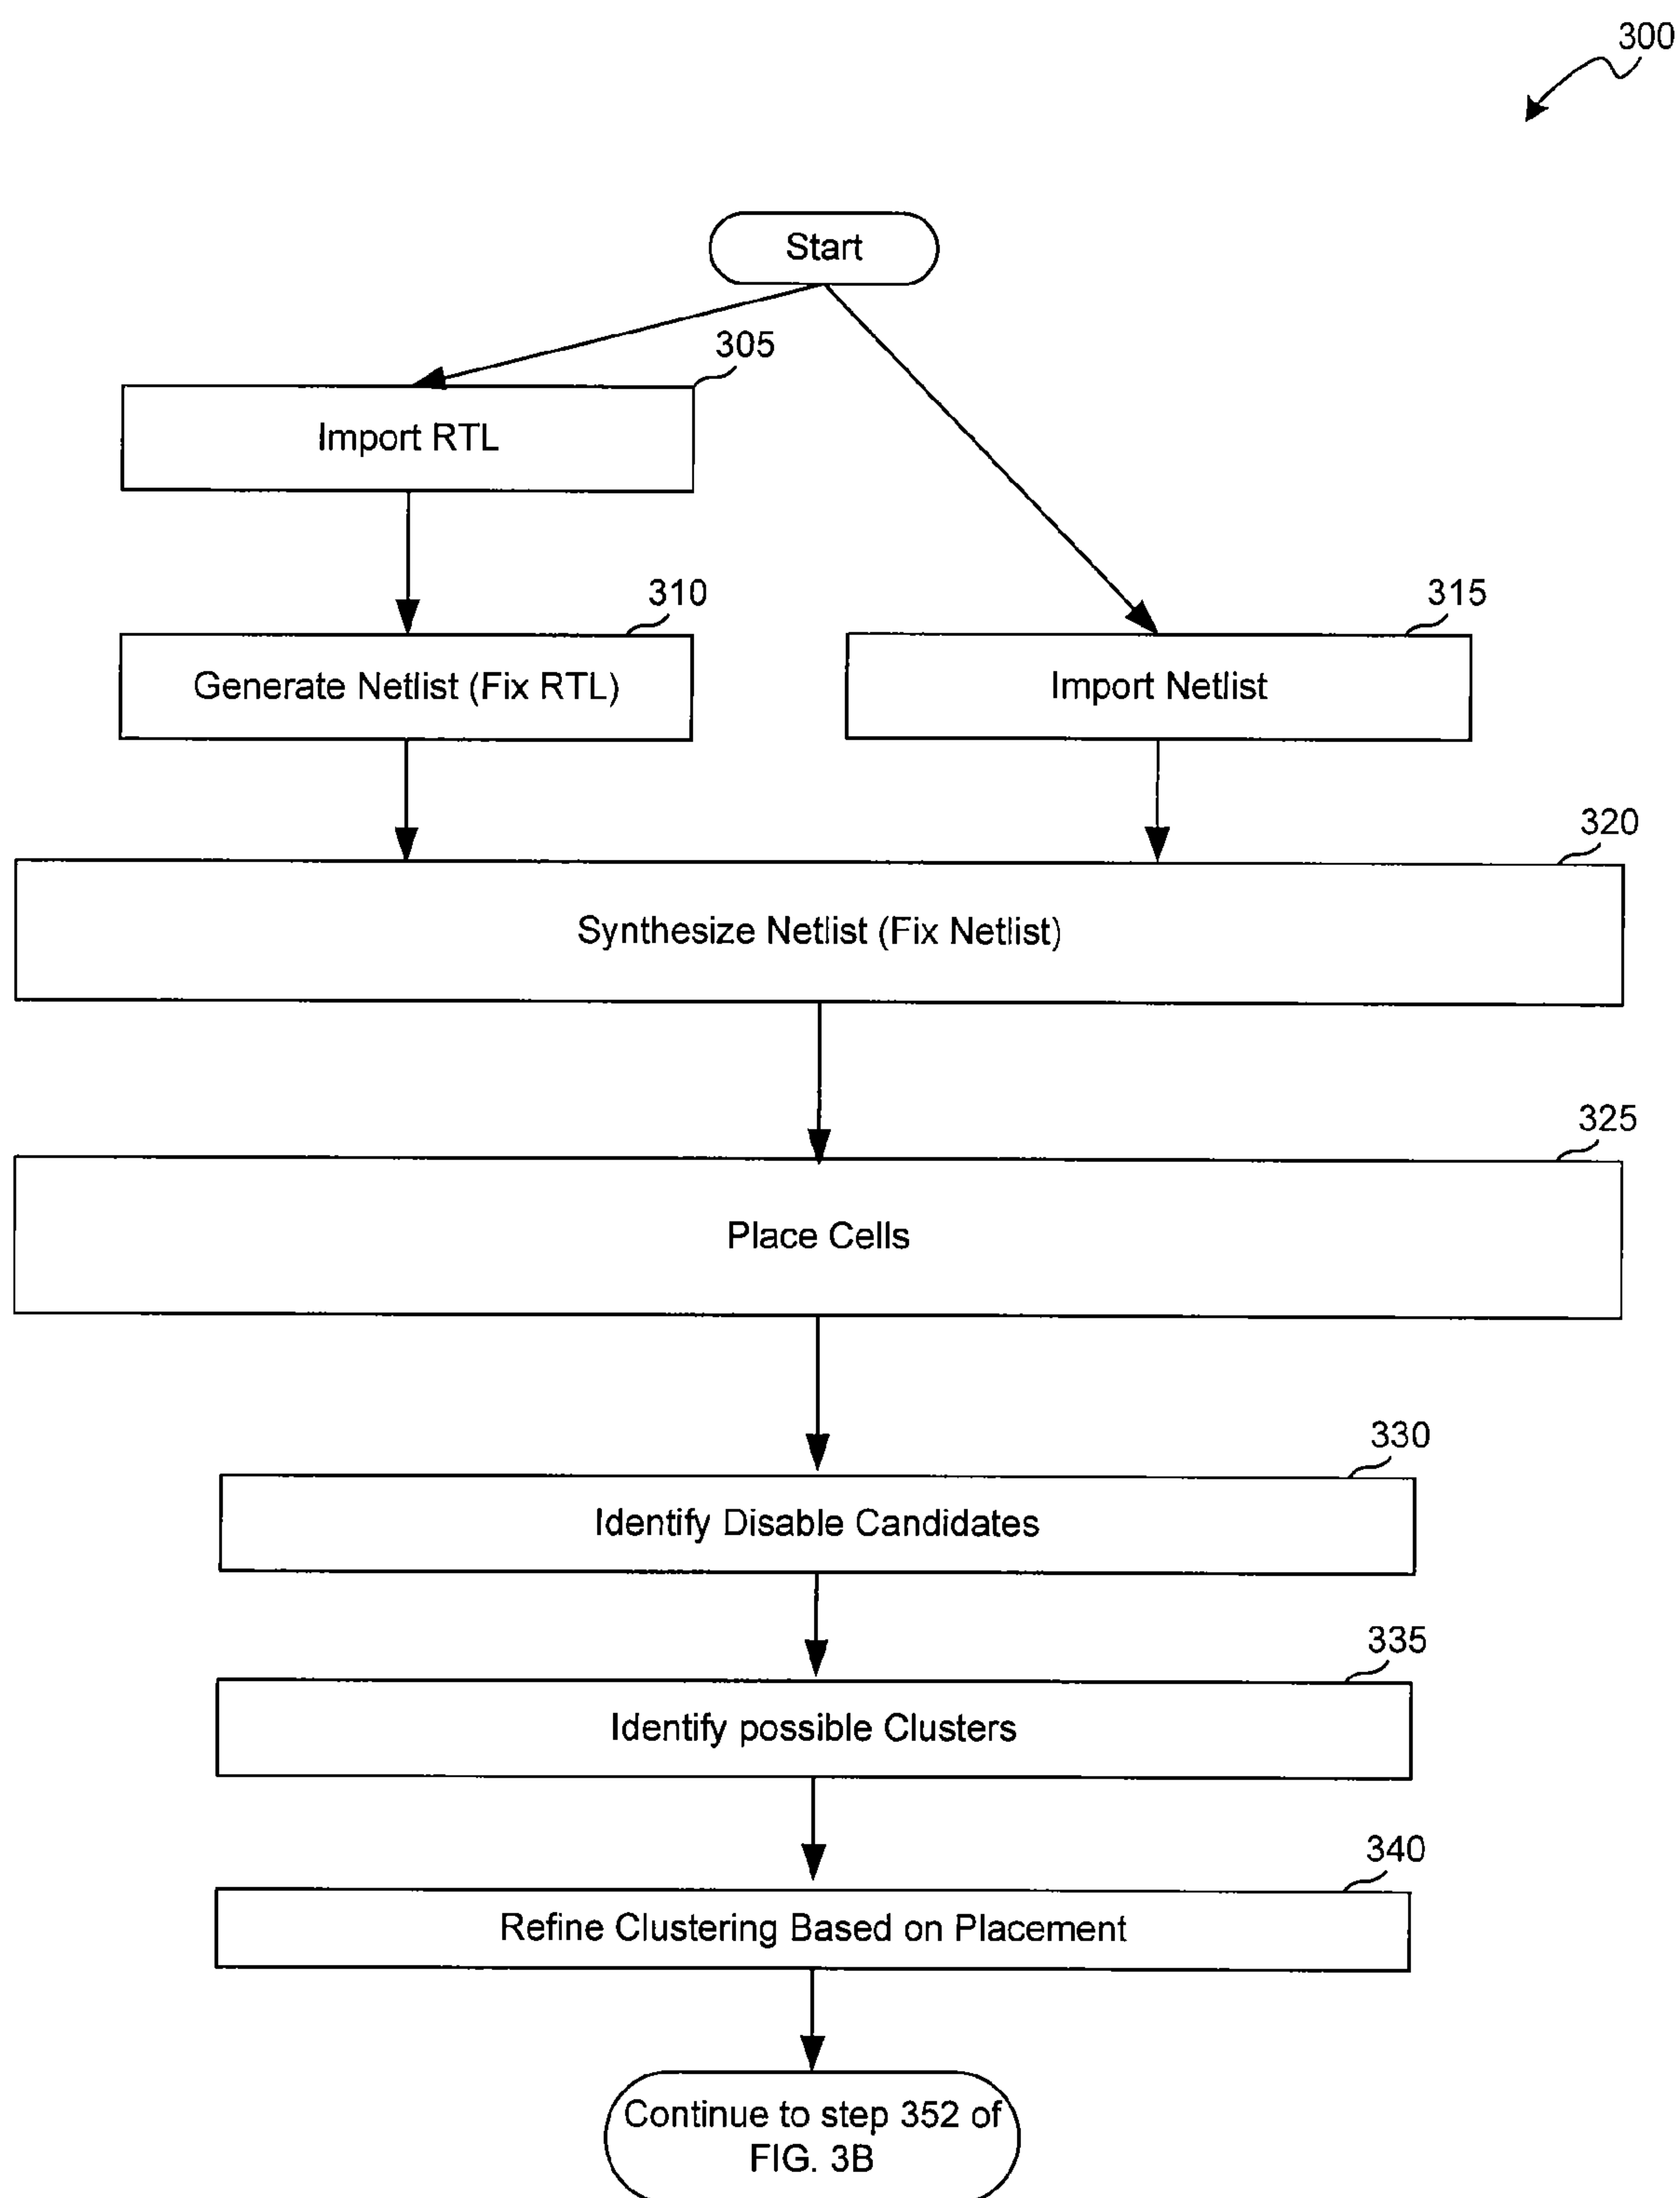 300
Start
305
Import RTL
310
Generate Netlist (Fix RTL)
315
Import Netlist
320
Synthesize Netlist (Fix Netlist)
325
Place Cells
330
Identify Disable Candidates
335
Identify possible Clusters
340
Refine Clustering Based on Placement
Continue to step 352 of
FIG. 3B